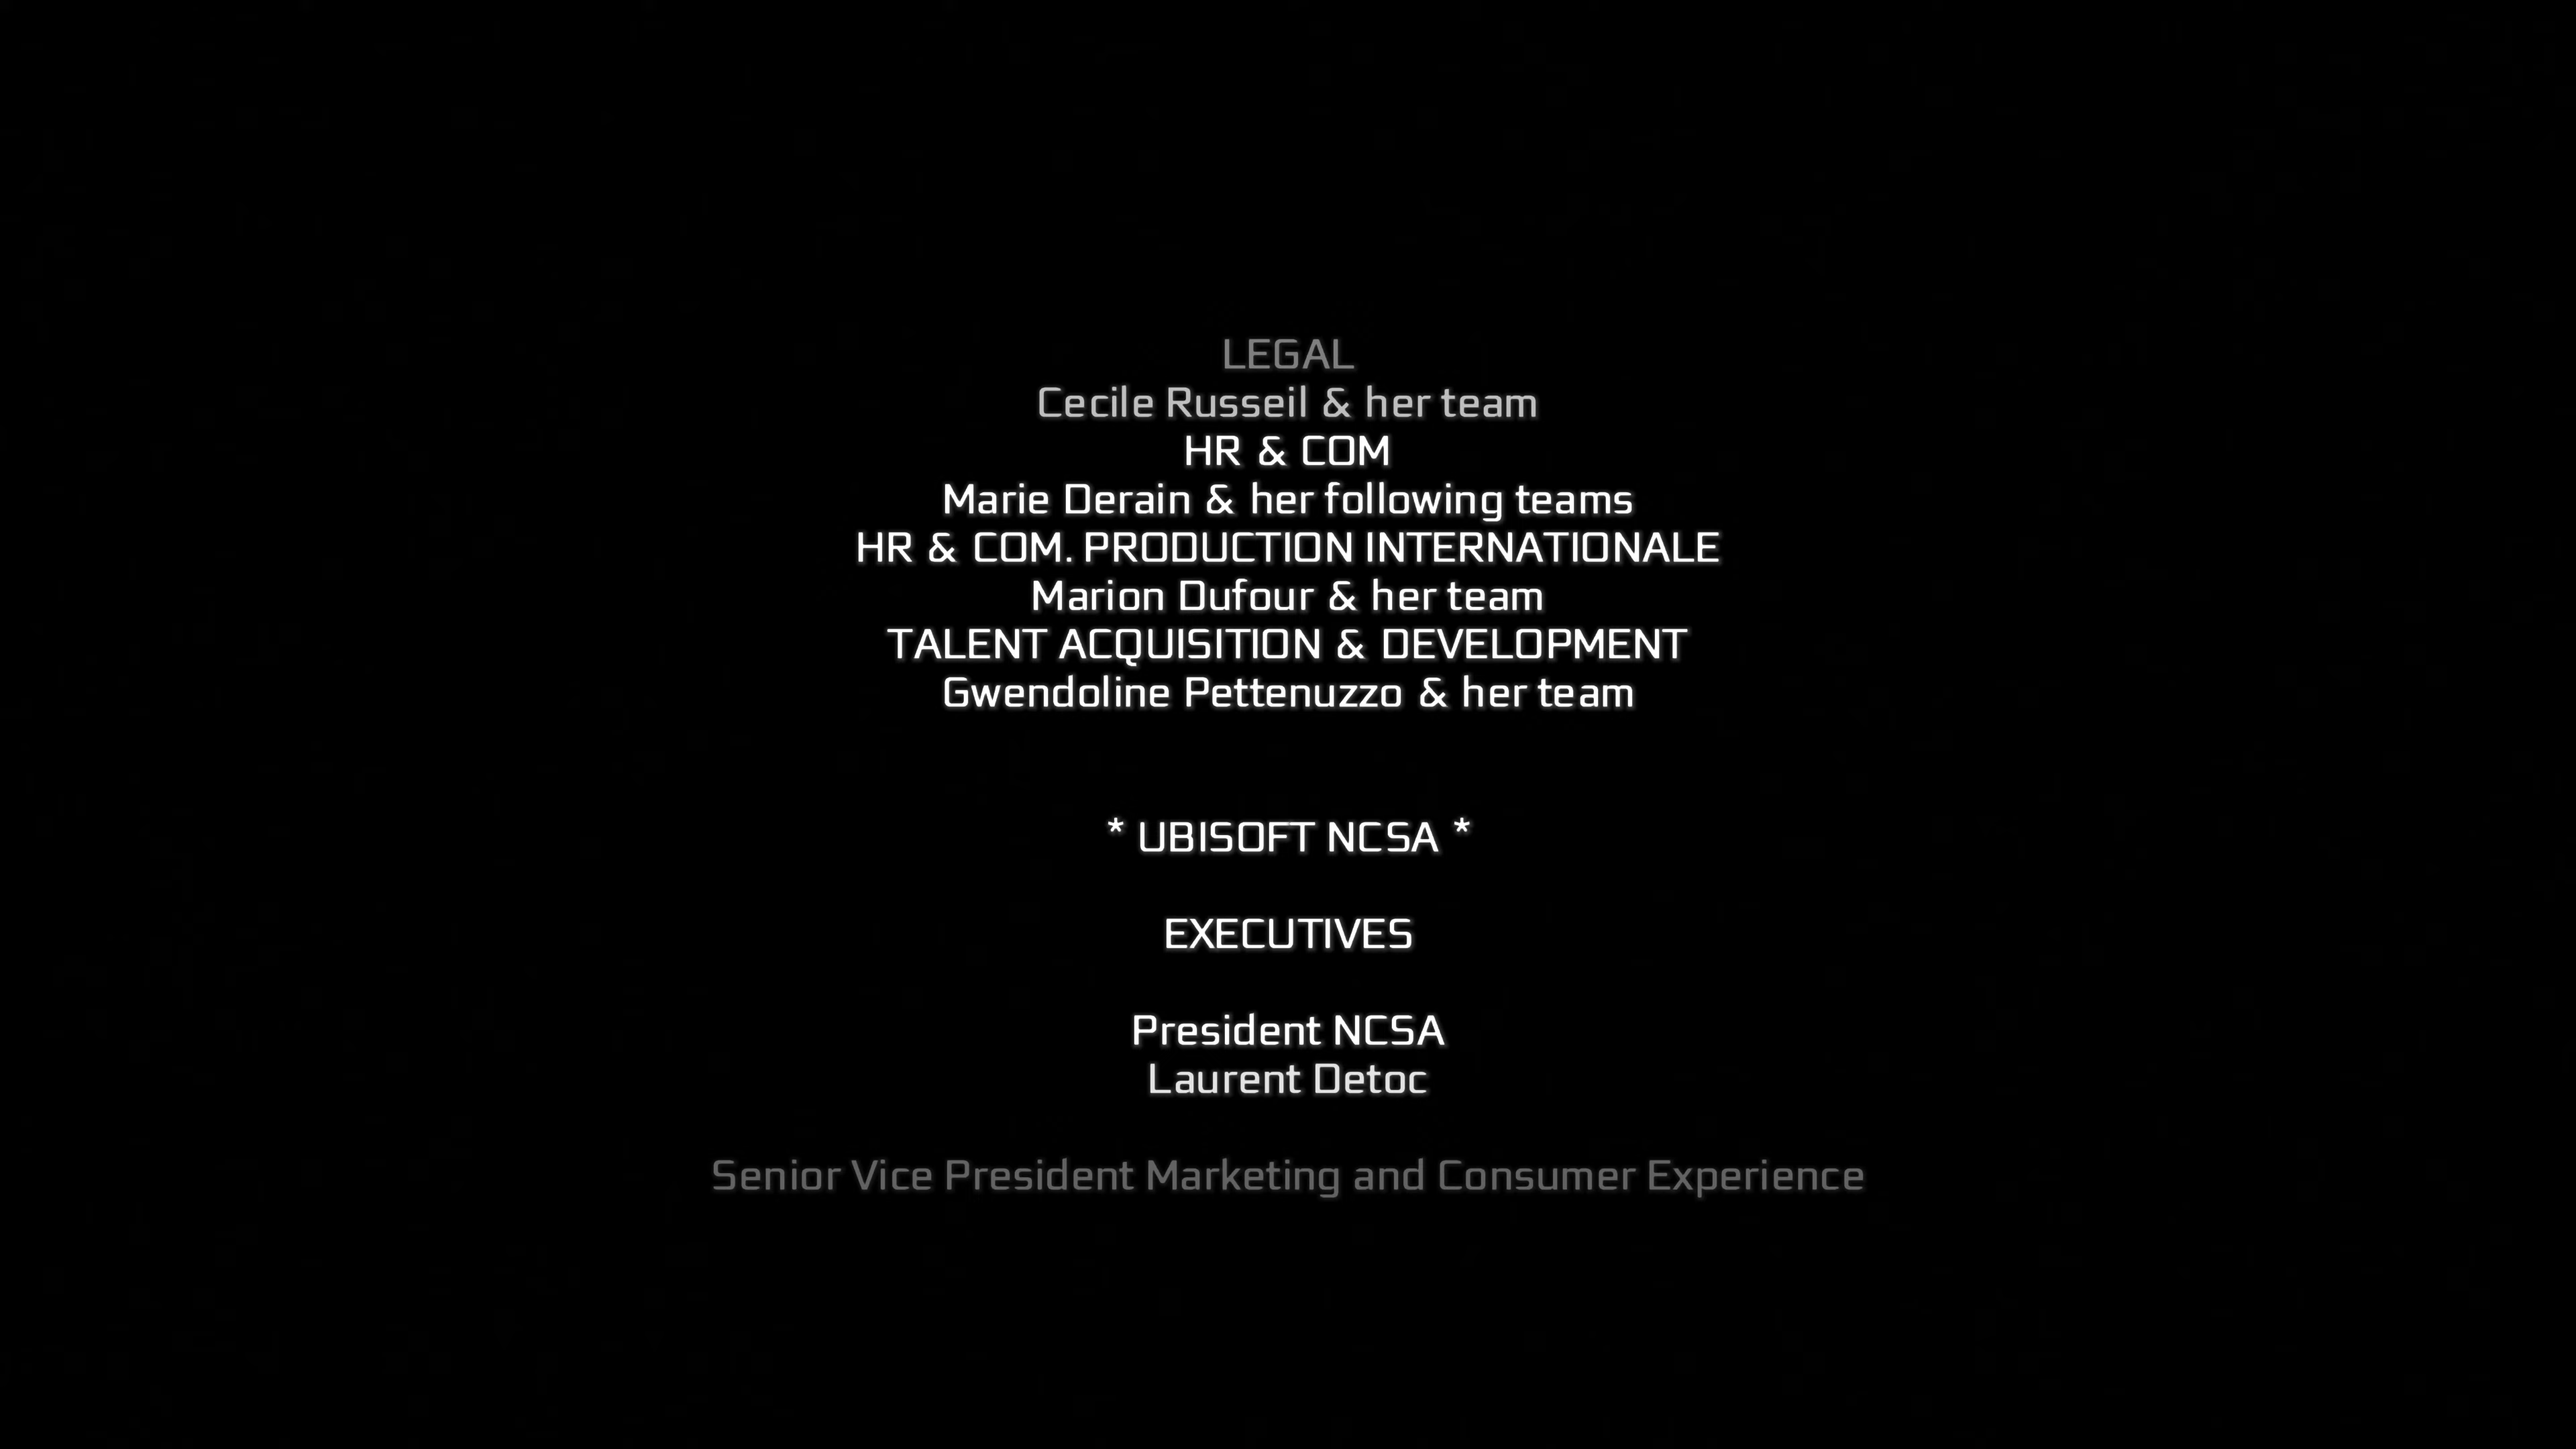 LEGAL
Cecile Russeil & her team
HR & COM
Marie Derain & her following teams
HR & COM. PRODUCTION INTERNATIONALE
Marion Dufour & her team
TALENT ACQUISITION & DEVELOPMENT
Gwendoline Pettenuzzo & her team
* UBISOFT NCSA *
EXECUTIVES
President NCSA
Laurent Detoc
Senior Vice President Marketing and Consumer Experience